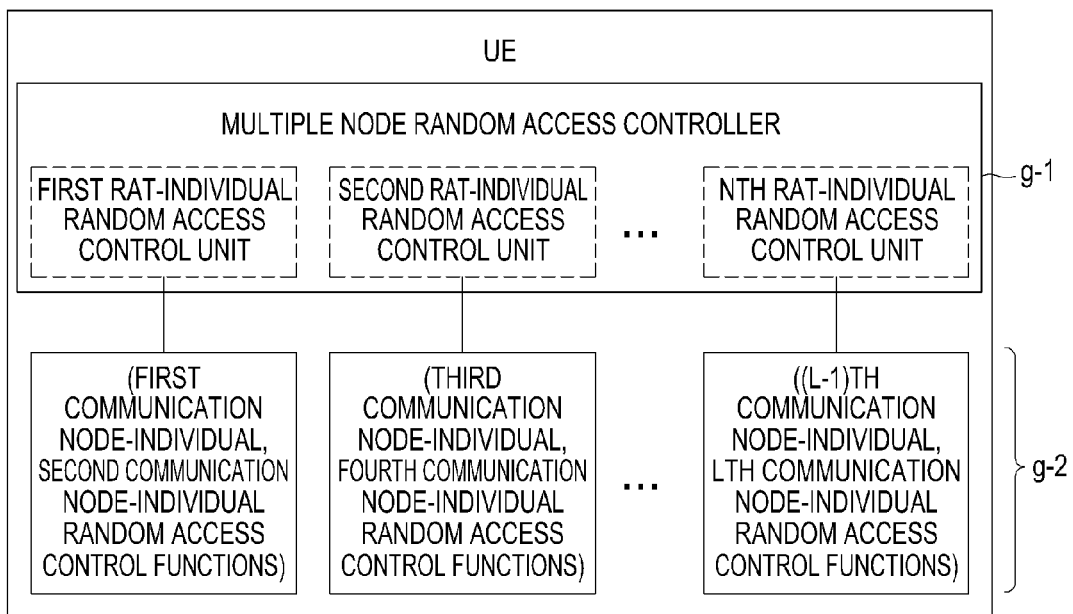 UE
MULTIPLE NODE RANDOM ACCESS CONTROLLER
FIRST RAT-INDIVIDUAL
RANDOM ACCESS
CONTROL UNIT
SECOND RAT-INDIVIDUAL
RANDOM ACCESS
CONTROL UNIT
...
NTH RAT-INDIVIDUAL
RANDOM ACCESS
CONTROL UNIT
g-1
(FIRST
COMMUNICATION
NODE-INDIVIDUAL,
SECOND COMMUNICATION
NODE-INDIVIDUAL
RANDOM ACCESS
CONTROL FUNCTIONS)
(THIRD
COMMUNICATION
NODE-INDIVIDUAL,
FOURTH COMMUNICATION
NODE-INDIVIDUAL
RANDOM ACCESS
CONTROL FUNCTIONS)
...
((L-1)TH
COMMUNICATION
NODE-INDIVIDUAL,
LTH COMMUNICATION
NODE-INDIVIDUAL
RANDOM ACCESS
CONTROL FUNCTIONS)
g-2